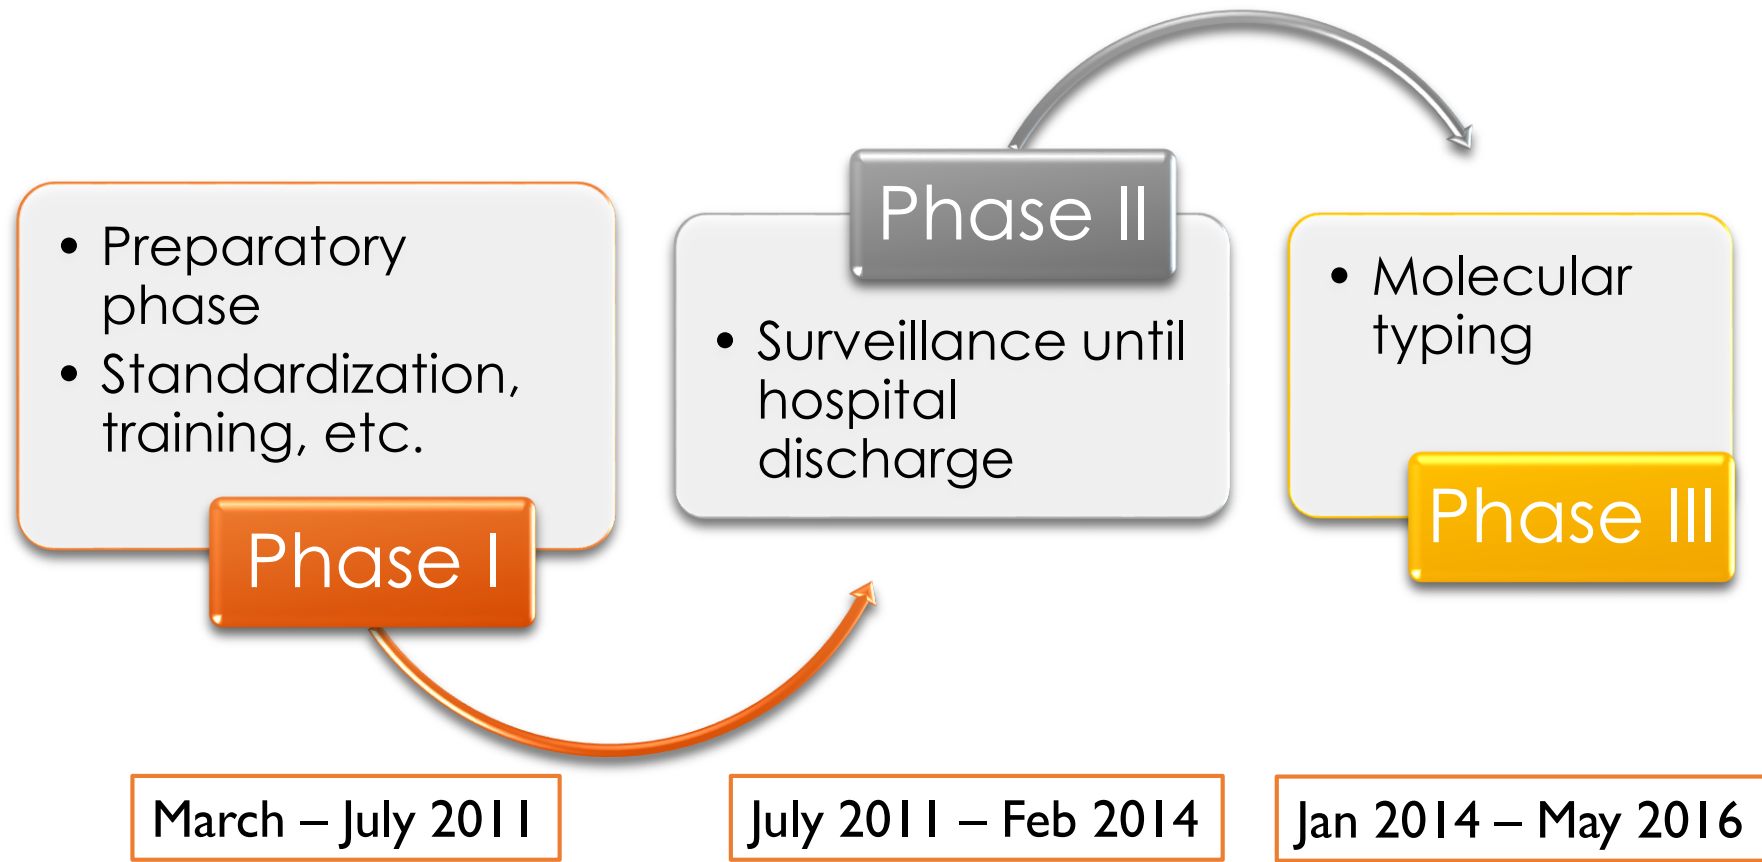 • Preparatory
phase
• Standardization,
training, etc.
Phase I
Phase II
• Surveillance until
hospital
discharge
• Molecular
typing
Phase III
March – July 2011
July 2011 – Feb 2014
Jan 2014 – May 2016